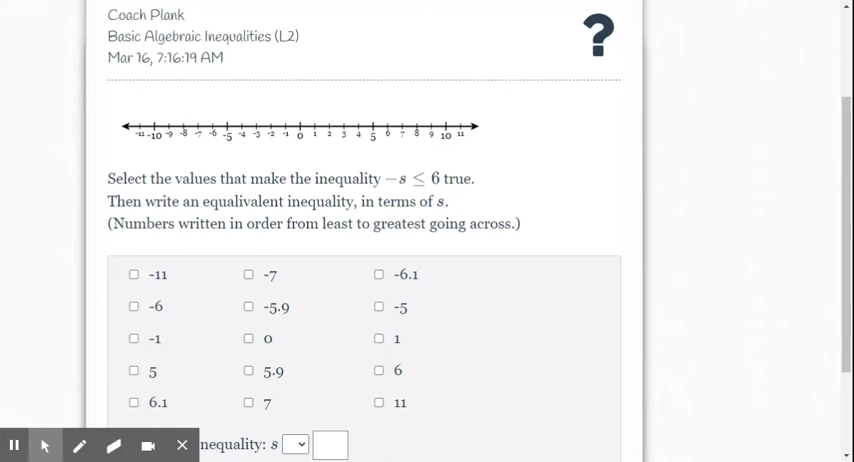 Coach Plank
Basic Algebraic Inequalities (L2)
Mar 16, 7:16:19 AM
?
-11 -10 -9 -8 -7 -6 -5 -4 -3 -2 -1 0 1 2 3 4 5 6 7 8 9 10 11
Select the values that make the inequality −s ≤ 6 true.
Then write an equalivalent inequality, in terms of s.
(Numbers written in order from least to greatest going across.)
-11 -7 -6.1
-6 -5.9 -5
-1 0 1
5 5.9 6
6.1 7 11
nequality: s